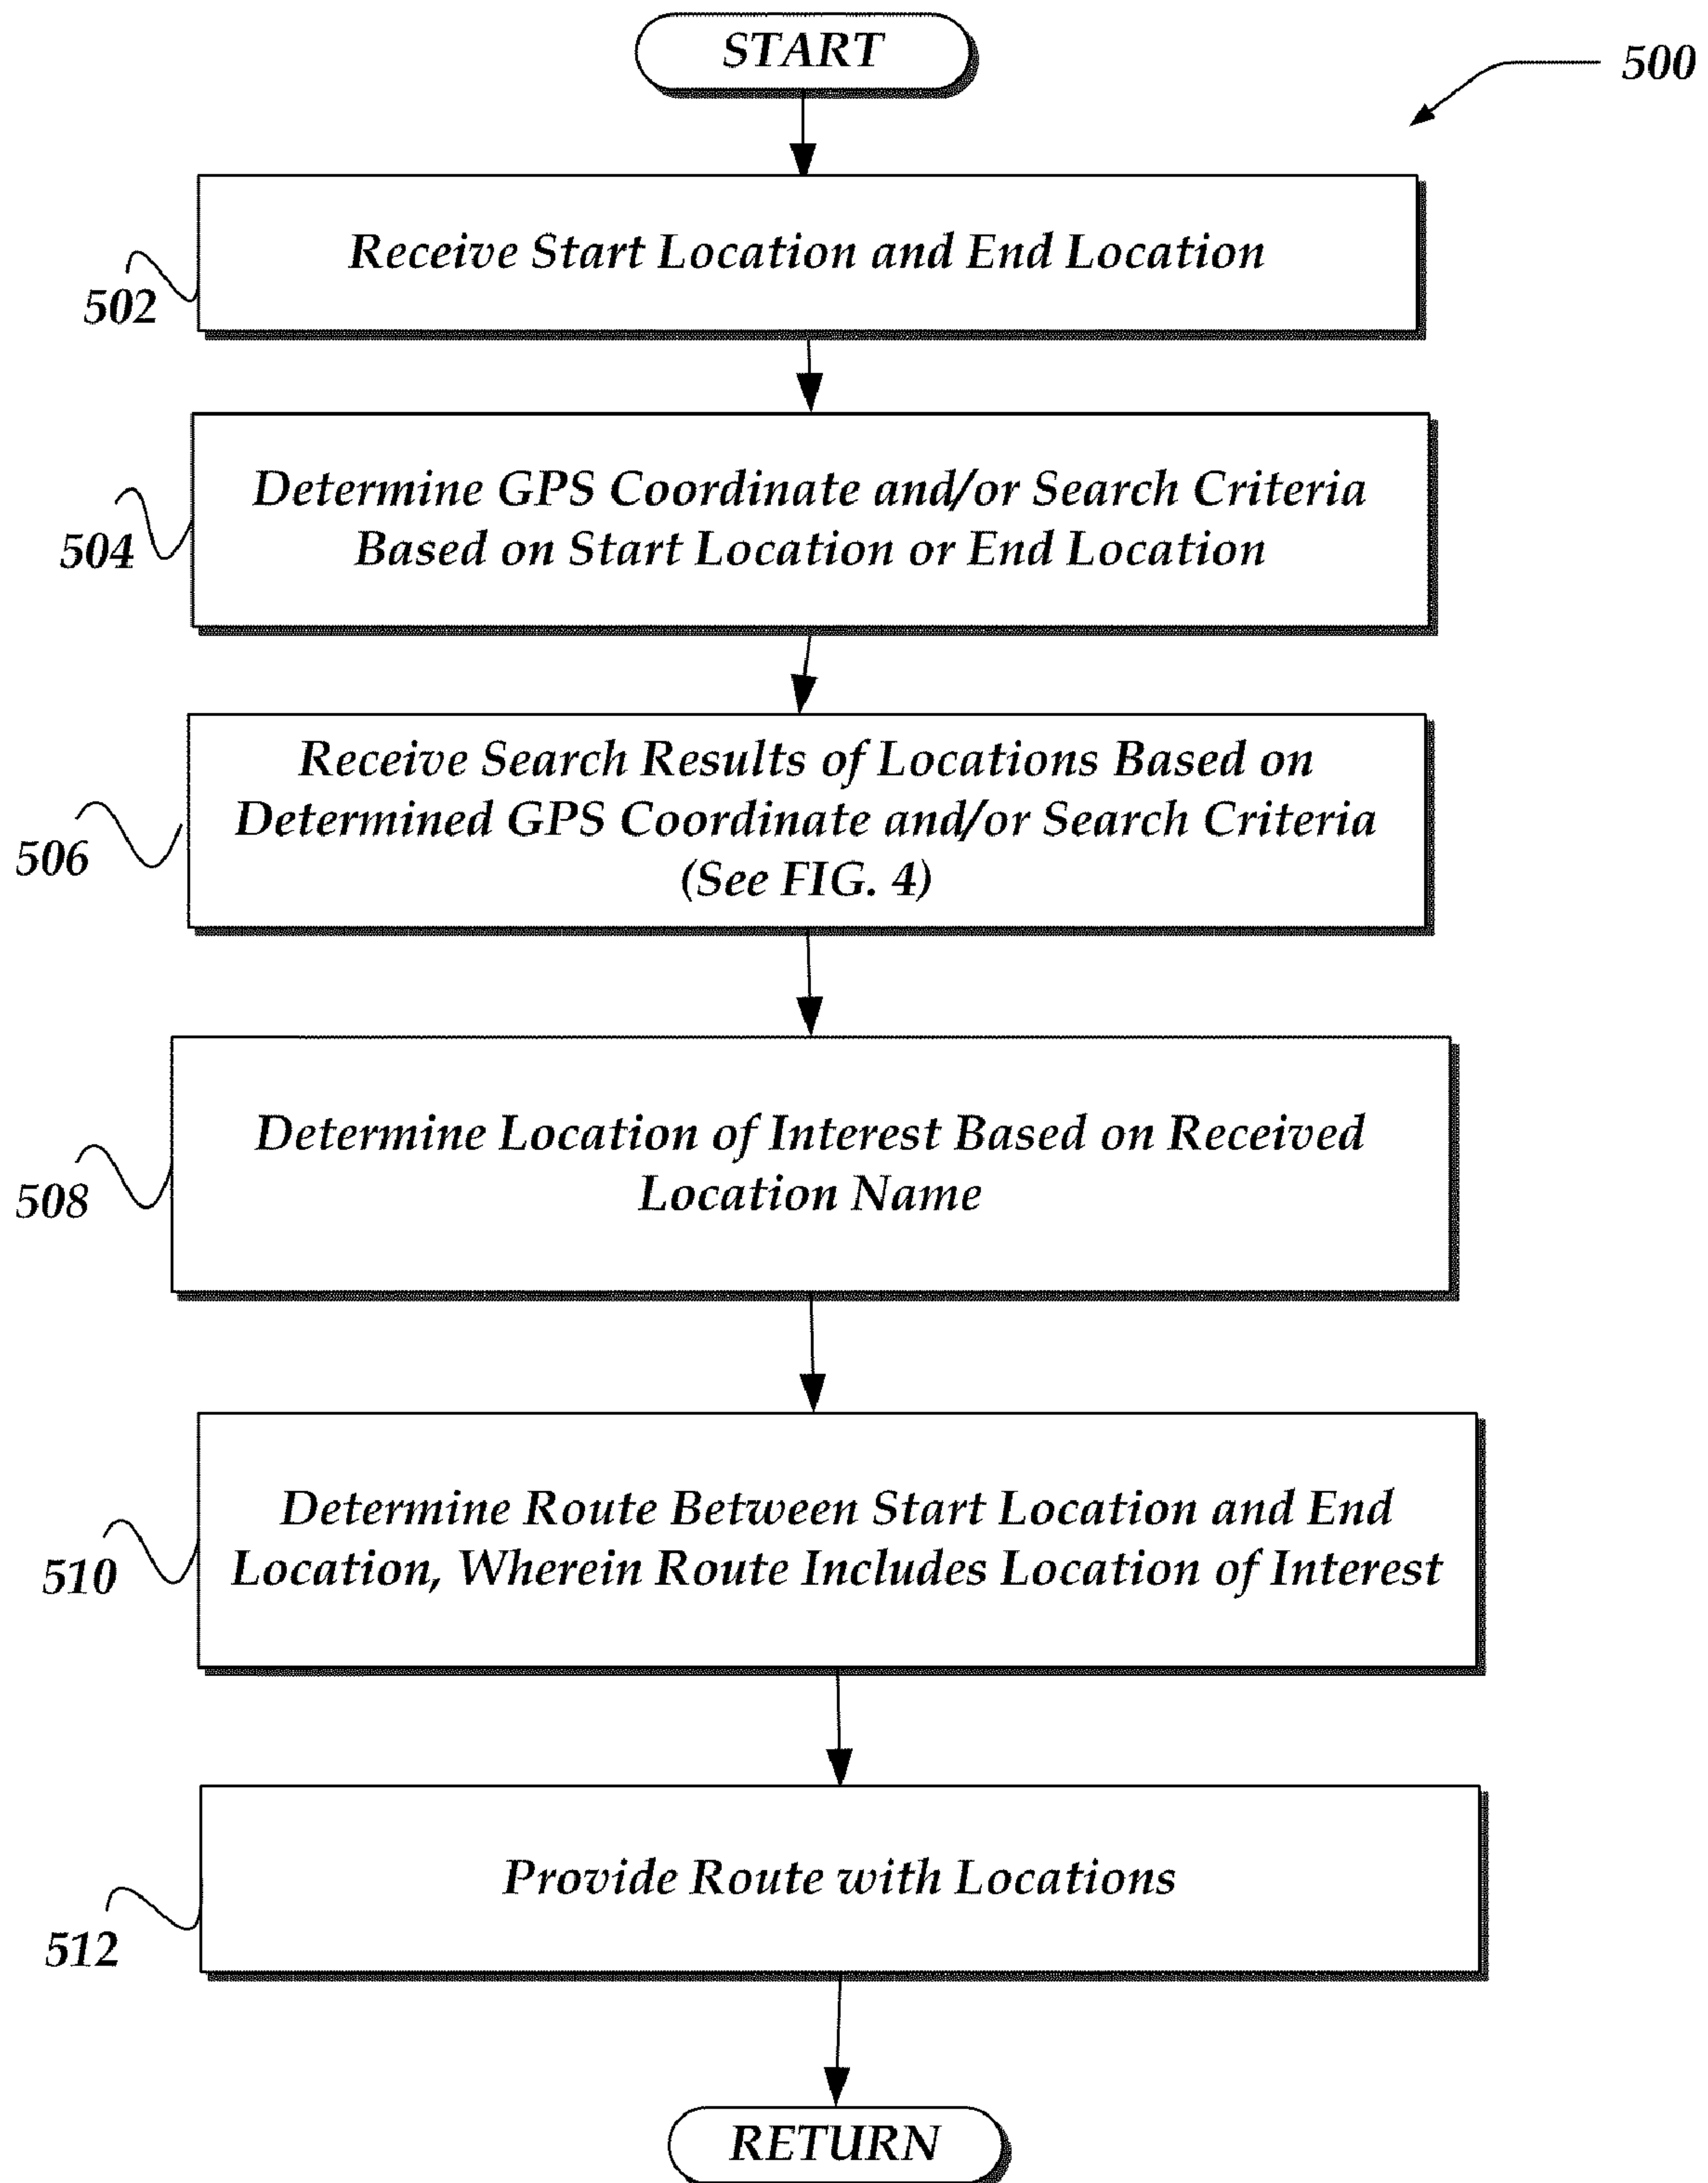 START
500
Receive Start Location and End Location
502
Determine GPS Coordinate and/or Search Criteria
Based on Start Location or End Location
504
Receive Search Results of Locations Based on
Determined GPS Coordinate and/or Search Criteria
(See FIG. 4)
506
Determine Location of Interest Based on Received
Location Name
508
Determine Route Between Start Location and End
Location, Wherein Route Includes Location of Interest
510
Provide Route with Locations
512
RETURN